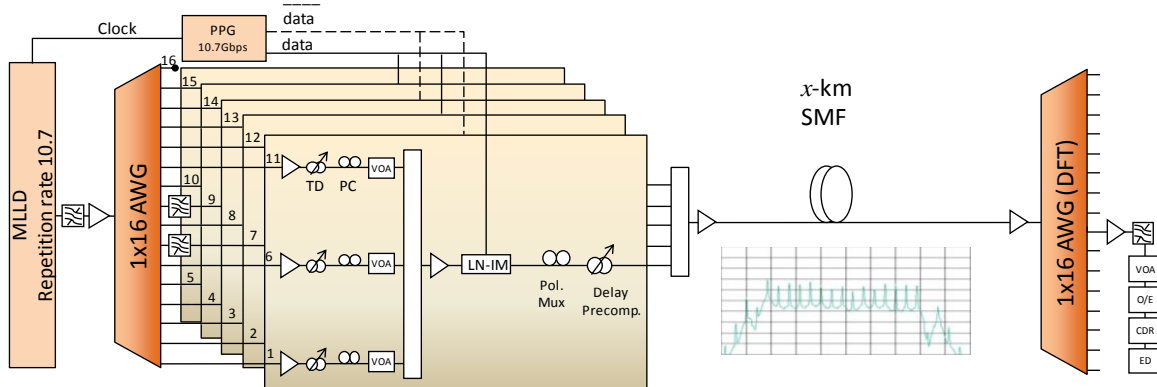 Clock
PPG
10.7Gbps
data
data
MLLD
Repetition rate 10.7
1x16 AWG
16
15
14
13
12
11
10
9
8
7
6
5
4
3
2
1
TD
PC
VOA
VOA
VOA
LN-IM
Pol.
Mux
Delay
Precomp.
x-km
SMF
1x16 AWG (DFT)
VOA
O/E
CDR
ED